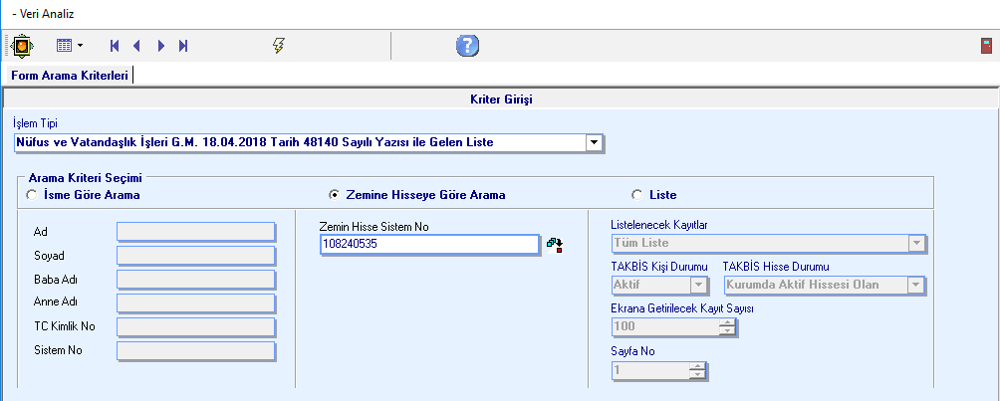 - Veri Analiz
Form Arama Kriterleri
Kriter Girişi
İşlem Tipi
Nüfus ve Vatandaşlık İşleri G.M. 18.04.2018 Tarih 48140 Sayılı Yazısı ile Gelen Liste
Arama Kriteri Seçimi
İsme Göre Arama
Zemine Hisseye Göre Arama
Liste
Ad
Soyad
Baba Adı
Anne Adı
TC Kimlik No
Sistem No
Zemin Hisse Sistem No
108240535
Listelenecek Kayıtlar
Tüm Liste
TAKBİS Kişi Durumu TAKBİS Hisse Durumu
Aktif Kurumda Aktif Hissesi Olan
Ekrana Getirilecek Kayıt Sayısı
100
Sayfa No
1